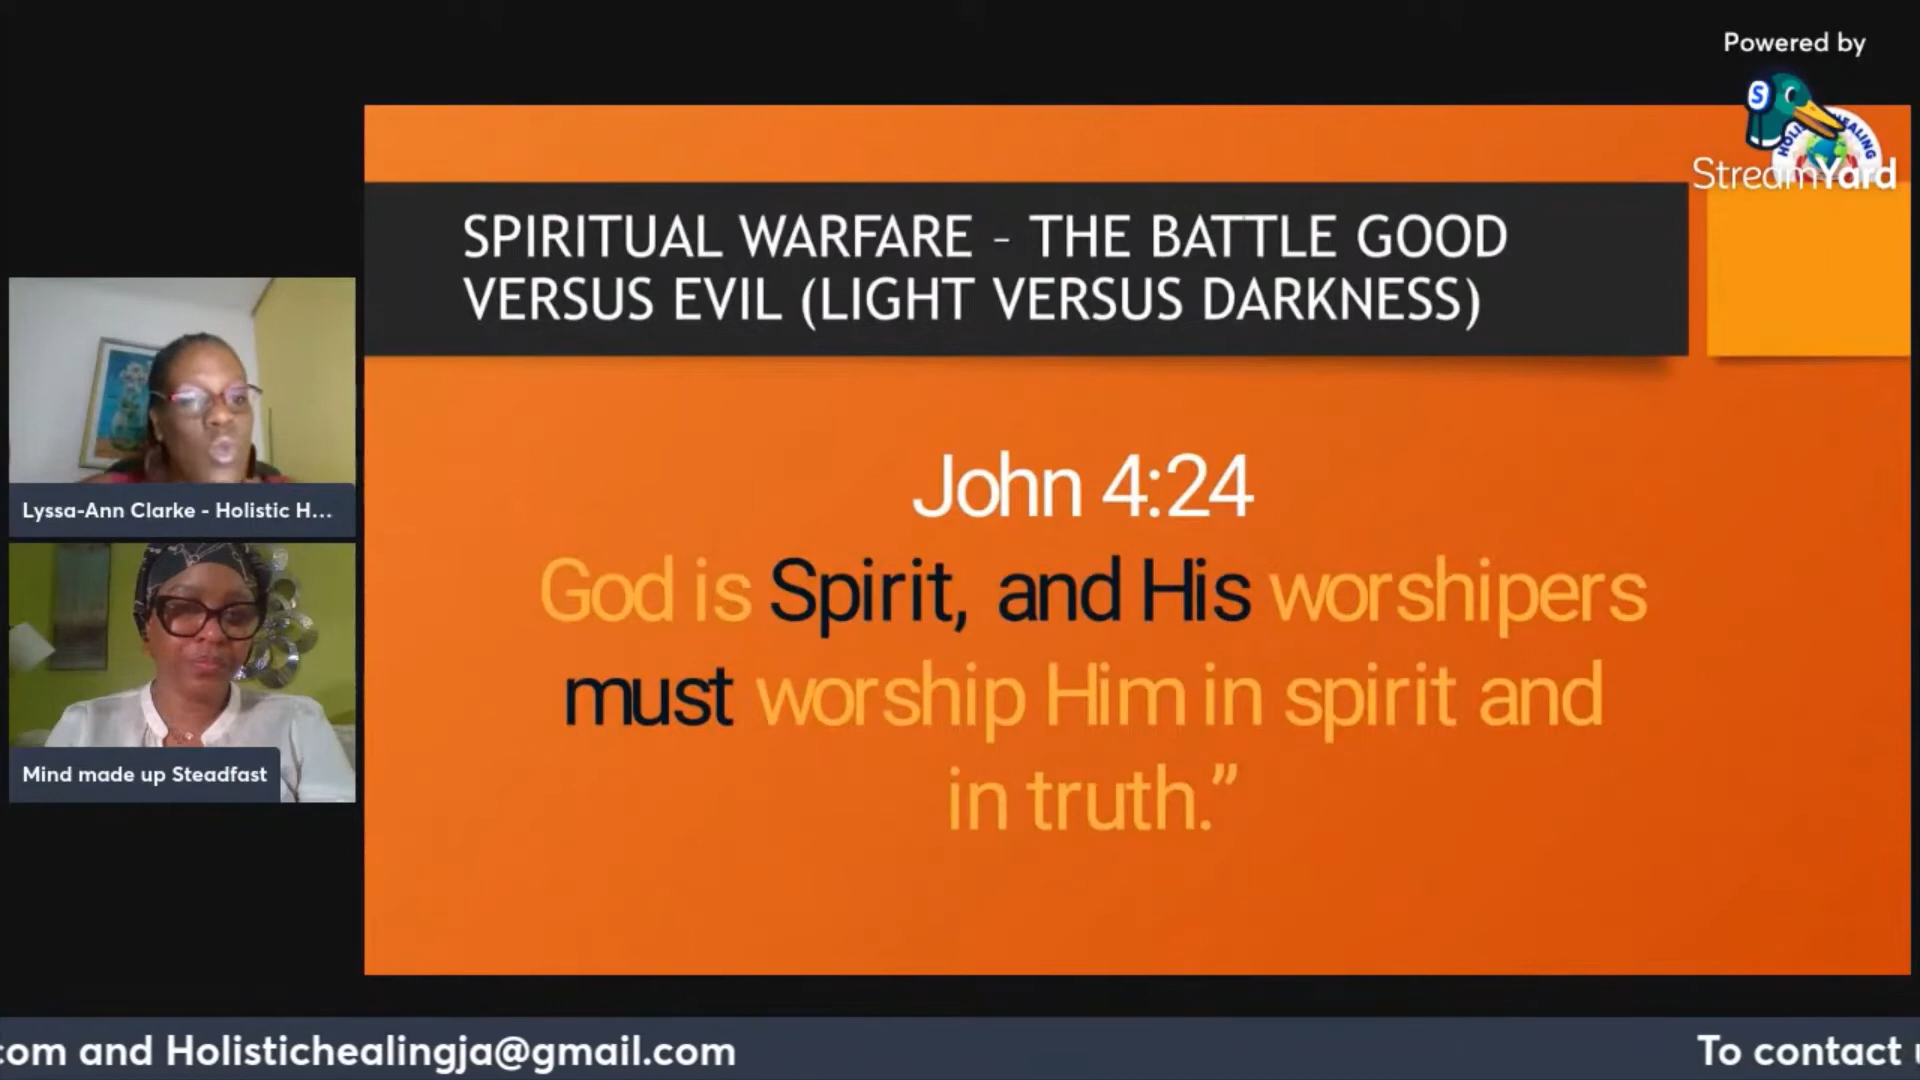 Powered by
StreamYard
HOLISTIC HEALING
SPIRITUAL WARFARE - THE BATTLE GOOD
VERSUS EVIL (LIGHT VERSUS DARKNESS)
John 4:24
God is Spirit, and His worshipers
must worship Him in spirit and
in truth.”
Lyssa-Ann Clarke - Holistic H...
Mind made up Steadfast
com and Holistichealingja@gmail.com
To contact